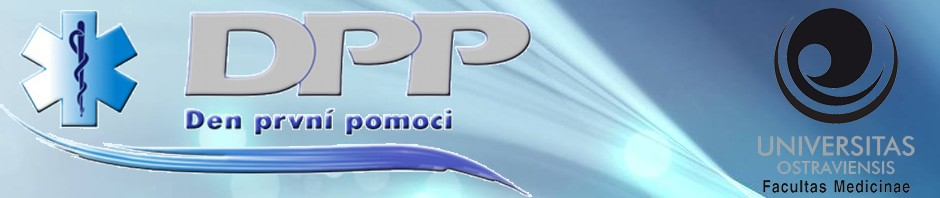 DPP
Den první pomoci
UNIVERSITAS
OSTRAVIENSIS
Facultas Medicinae